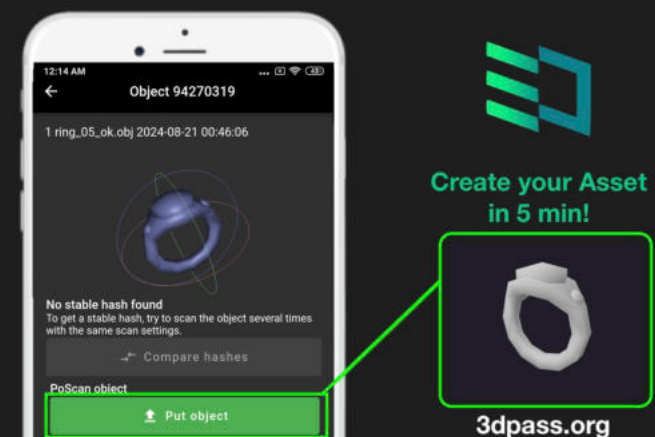 12:14 AM
43
Object 94270319
1 ring_05_ok.obj 2024-08-21 00:46:06
No stable hash found
To get a stable hash, try to scan the object several times
with the same scan settings.
Compare hashes
PoScan object
Put object
Create your Asset
in 5 min!
3dpass.org